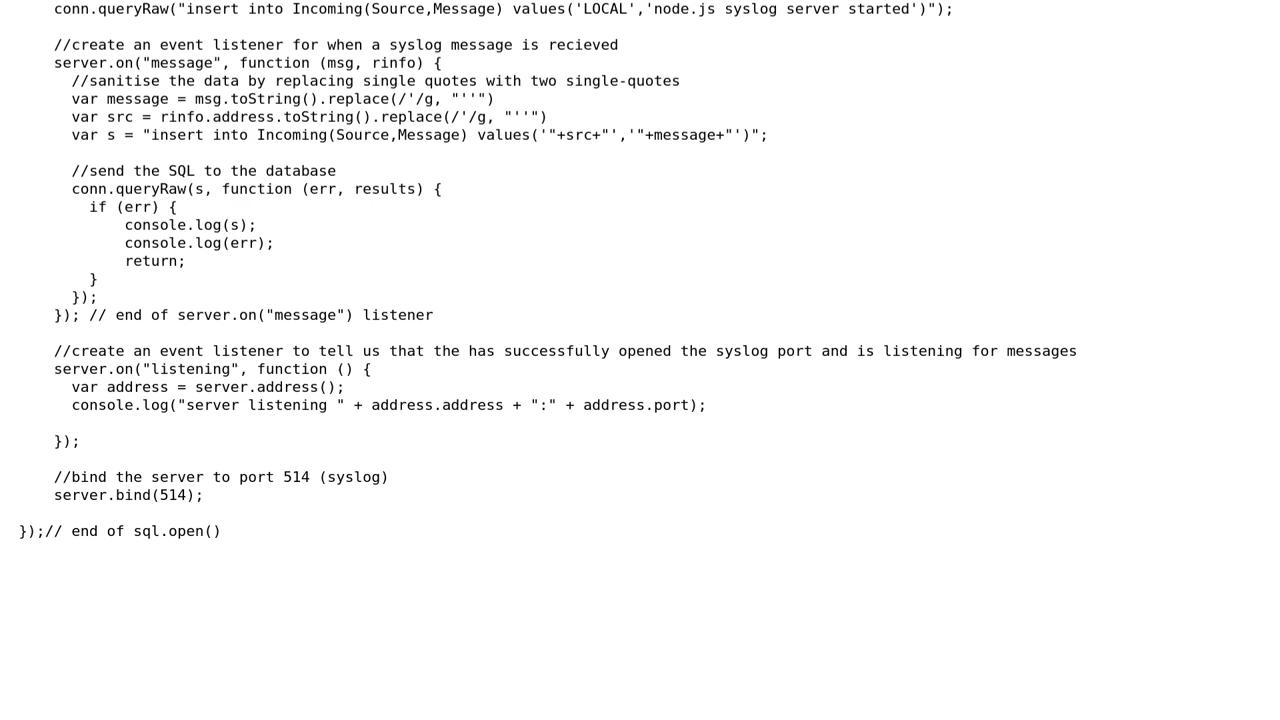 conn.queryRaw("insert into Incoming(Source,Message) values('LOCAL','node.js syslog server started')");
//create an event listener for when a syslog message is recieved
server.on("message", function (msg, rinfo) {
//sanitise the data by replacing single quotes with two single-quotes
var message = msg.toString().replace(/'/g, "''")
var src = rinfo.address.toString().replace(/'/g, "''")
var s = "insert into Incoming(Source,Message) values('"+src+"','"+message+"')";
//send the SQL to the database
conn.queryRaw(s, function (err, results) {
if (err) {
console.log(s);
console.log(err);
return;
}
});
}); // end of server.on("message") listener
//create an event listener to tell us that the has successfully opened the syslog port and is listening for messages
server.on("listening", function () {
var address = server.address();
console.log("server listening " + address.address + ":" + address.port);
});
//bind the server to port 514 (syslog)
server.bind(514);
});// end of sql.open()